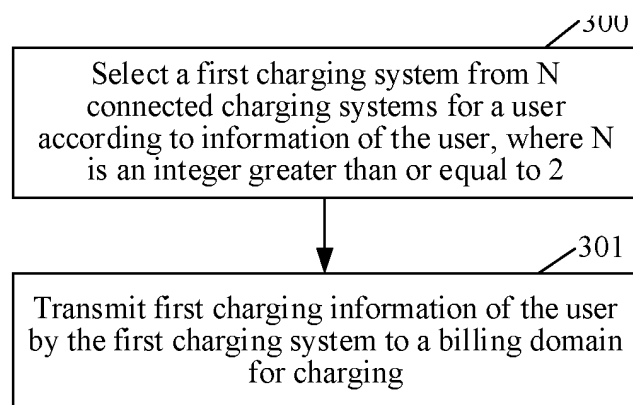 300
Select a first charging system from N
connected charging systems for a user
according to information of the user, where N
is an integer greater than or equal to 2
301
Transmit first charging information of the user
by the first charging system to a billing domain
for charging